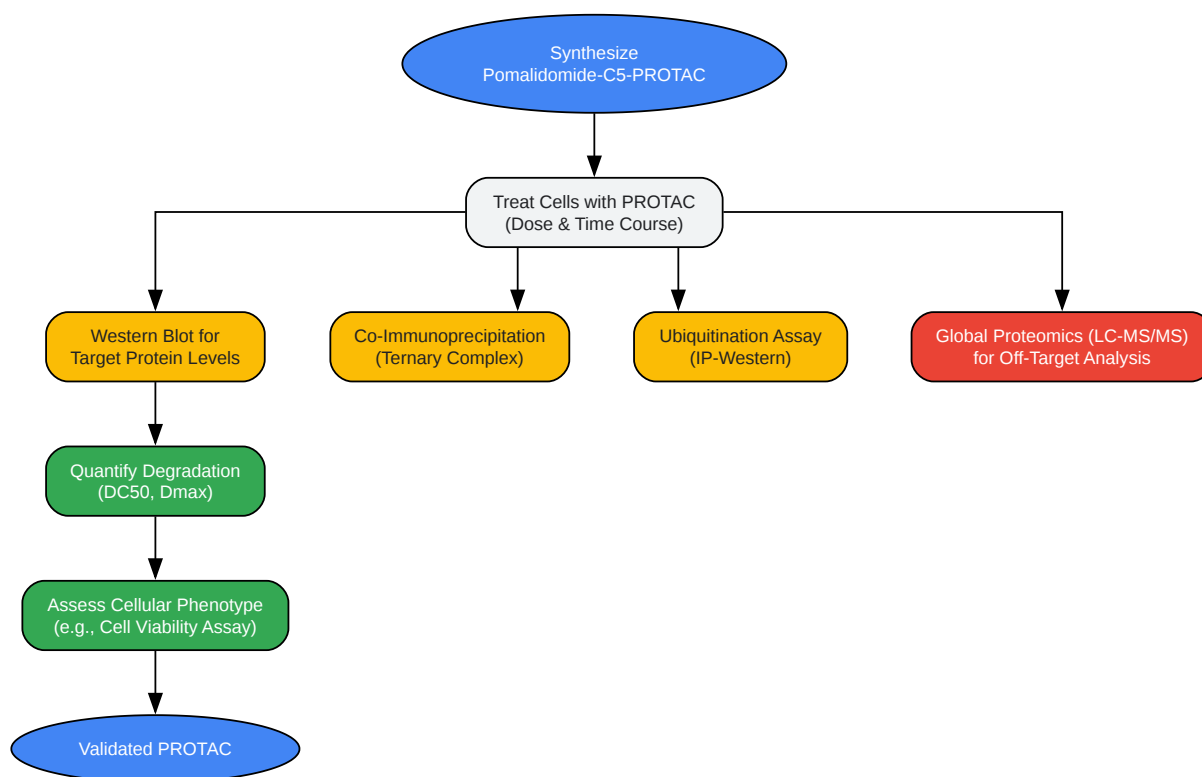 Synthesize
Pomalidomide-C5-PROTAC
Treat Cells with PROTAC
(Dose & Time Course)
Western Blot for
Target Protein Levels
Co-Immunoprecipitation
(Ternary Complex)
Ubiquitination Assay
(IP-Western)
Global Proteomics (LC-MS/MS)
for Off-Target Analysis
Quantify Degradation
(DC50, Dmax)
Assess Cellular Phenotype
(e.g., Cell Viability Assay)
Validated PROTAC